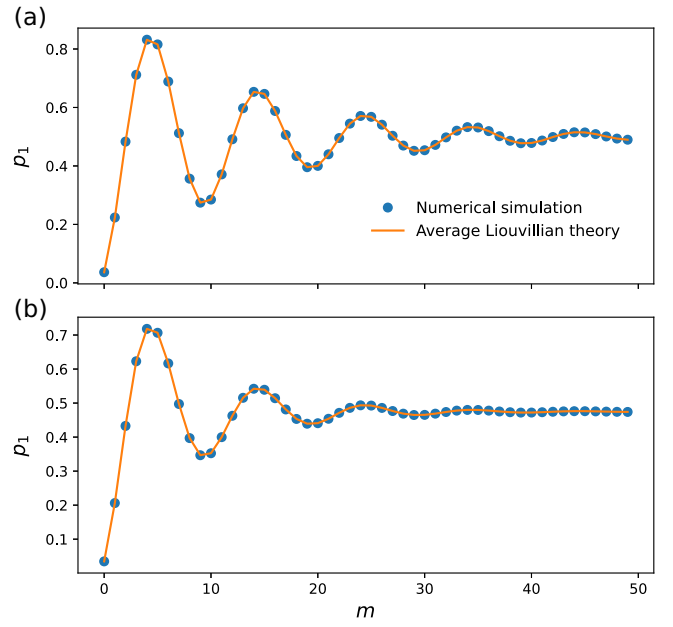 (a)
0.8
0.6
0.4
0.2
0.0
p1
Numerical simulation
Average Liouvillian theory
(b)
0.7
0.6
0.5
0.4
0.3
0.2
0.1
p1
0 10 20 30 40 50
m